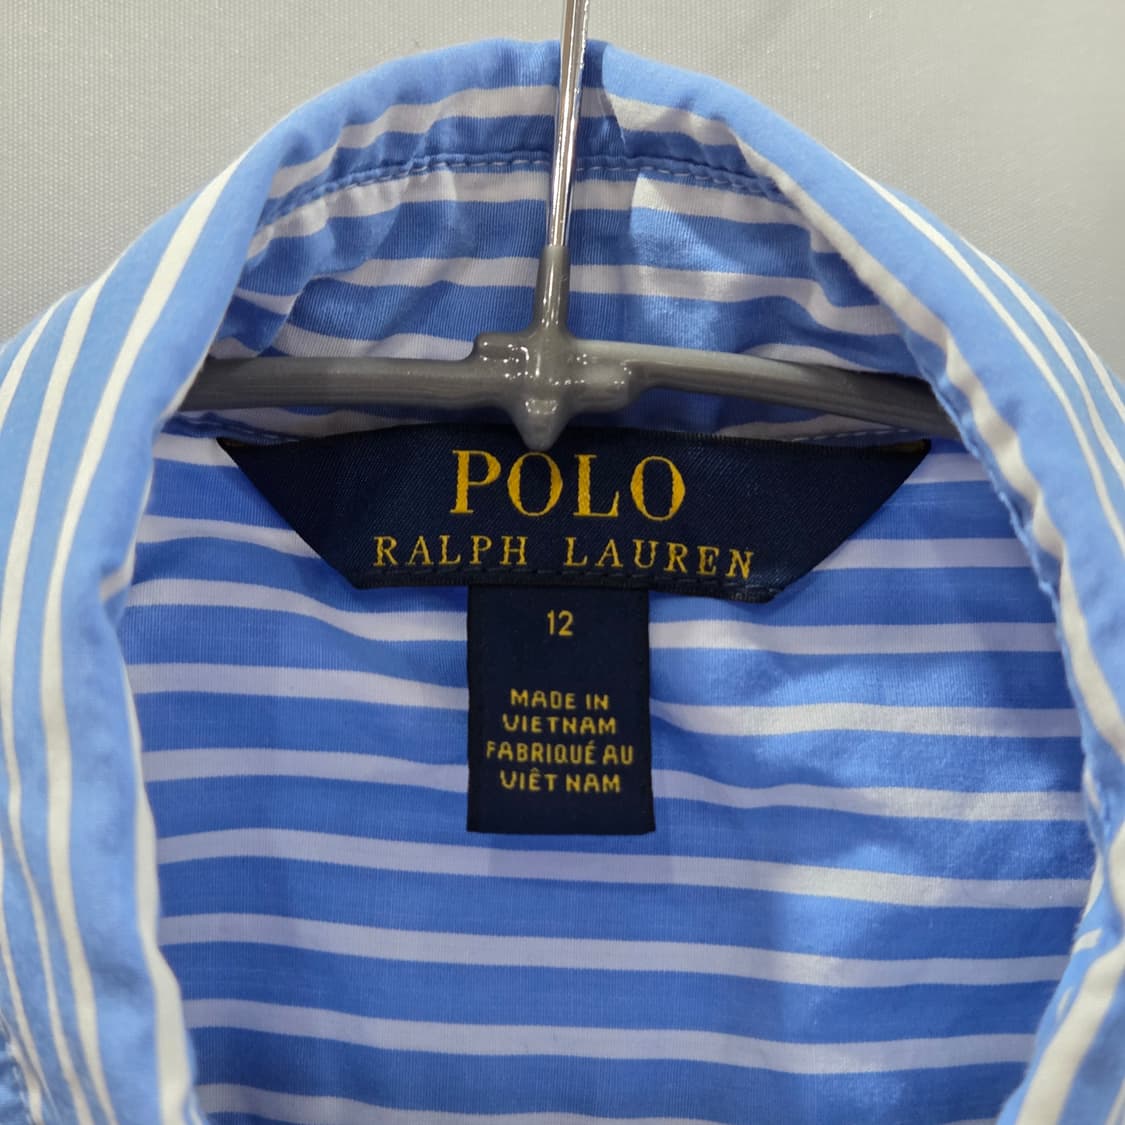 POLO
RALPH LAUREN
12
MADE IN
VIETNAM
FABRIQUÉ AU
VIÊT NAM